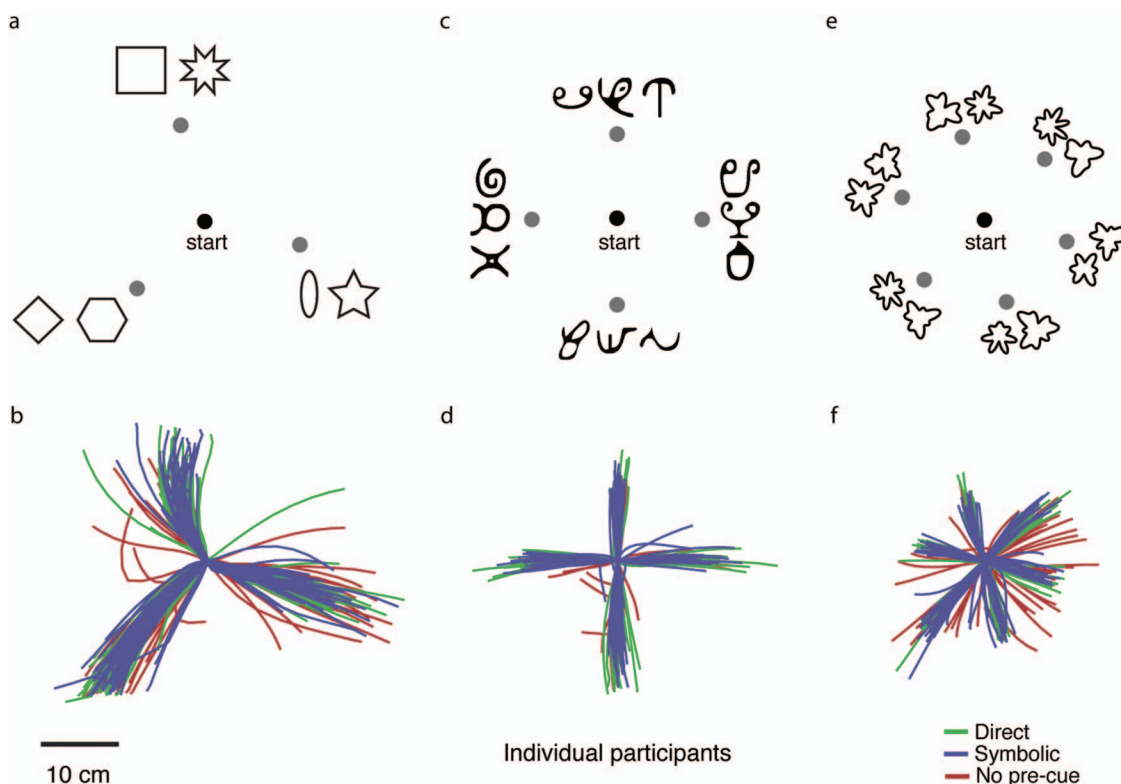 a
c
e
start
start
start
b
d
f
10 cm
Individual participants
Direct
Symbolic
No pre-cue